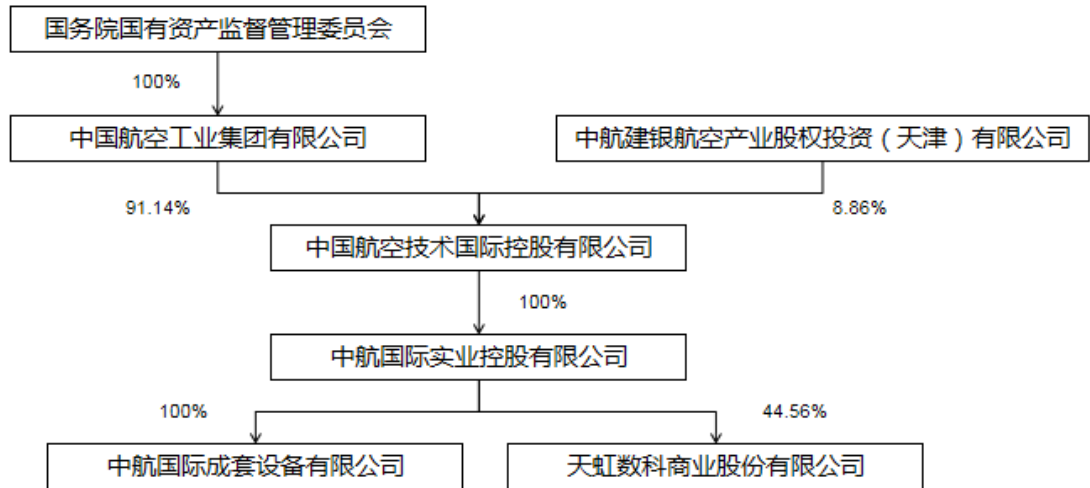 国务院国有资产监督管理委员会
100%
中国航空工业集团有限公司
中航建银航空产业股权投资（天津）有限公司
91.14%
8.86%
中国航空技术国际控股有限公司
100%
中航国际实业控股有限公司
100%
44.56%
中航国际成套设备有限公司
天虹数科商业股份有限公司